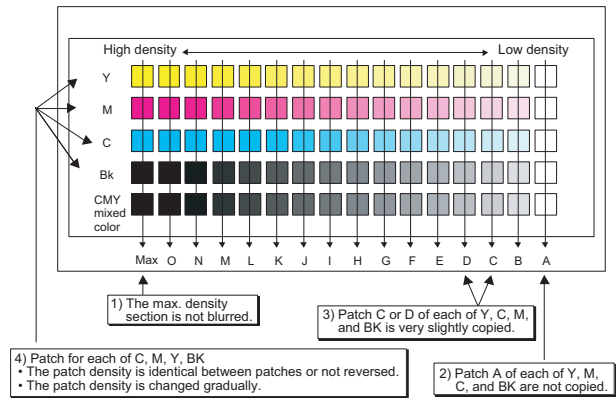 High density Low density
Y
M
C
Bk
CMY
mixed
color
Max O N M L K J I H G F E D C B A
1) The max. density
section is not blurred.
3) Patch C or D of each of Y, C, M,
and BK is very slightly copied.
4) Patch for each of C, M, Y, BK
• The patch density is identical between patches or not reversed.
• The patch density is changed gradually.
2) Patch A of each of Y, M,
C, and BK are not copied.